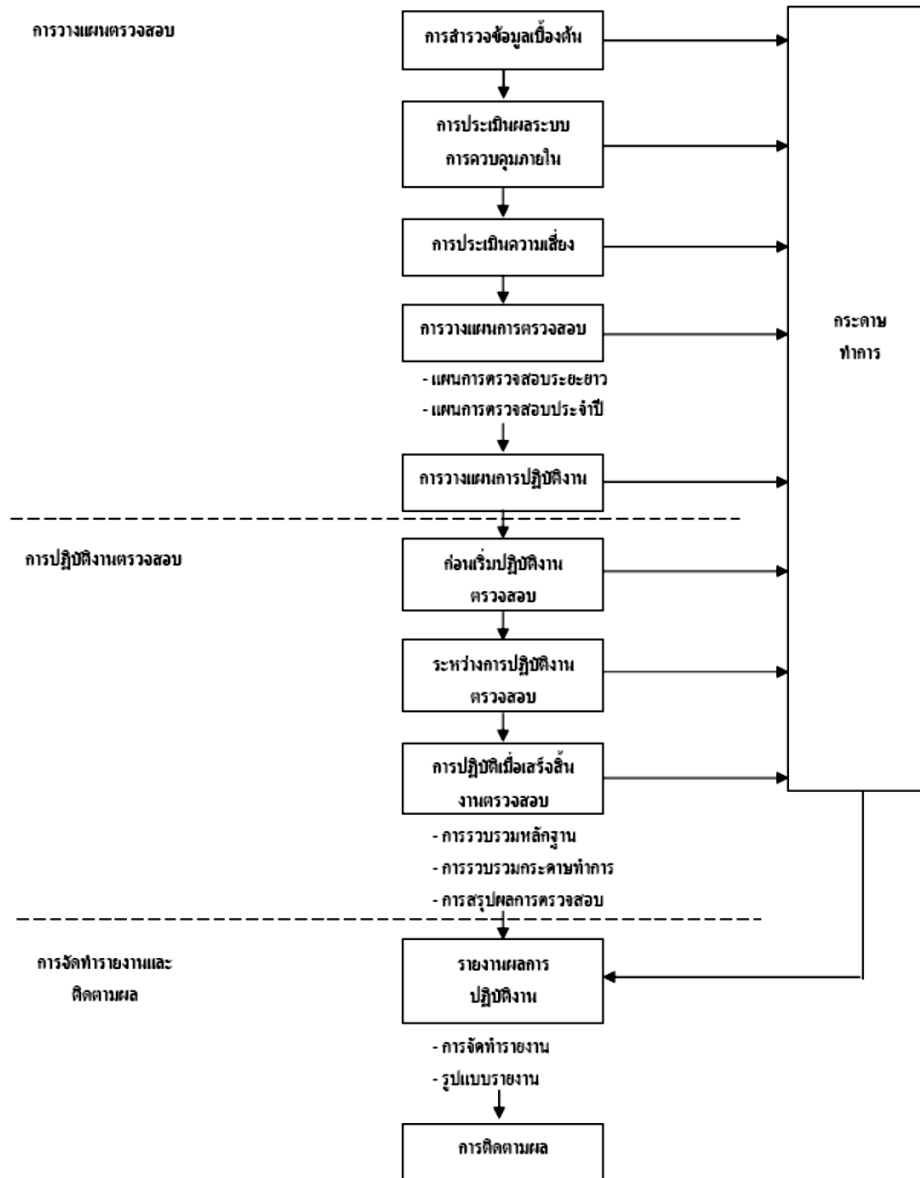 การวางแผนตรวจสอบ
การสำรวจข้อมูลเบื้องต้น
การประเมินผลระบบ
การควบคุมภายใน
การประเมินความเสี่ยง
การวางแผนการตรวจสอบ
- แผนการตรวจสอบระยะยาว
- แผนการตรวจสอบประจำปี
การวางแผนการปฏิบัติงาน
กระดาษ
ทำการ
การปฏิบัติงานตรวจสอบ
ก่อนเริ่มปฏิบัติงาน
ตรวจสอบ
ระหว่างการปฏิบัติงาน
ตรวจสอบ
การปฏิบัติเมื่อเสร็จสิ้น
งานตรวจสอบ
- การรวบรวมหลักฐาน
- การรวบรวมกระดาษทำการ
- การสรุปผลการตรวจสอบ
การจัดทำรายงานและ
ติดตามผล
รายงานผลการ
ปฏิบัติงาน
- การจัดทำรายงาน
- รูปแบบรายงาน
การติดตามผล